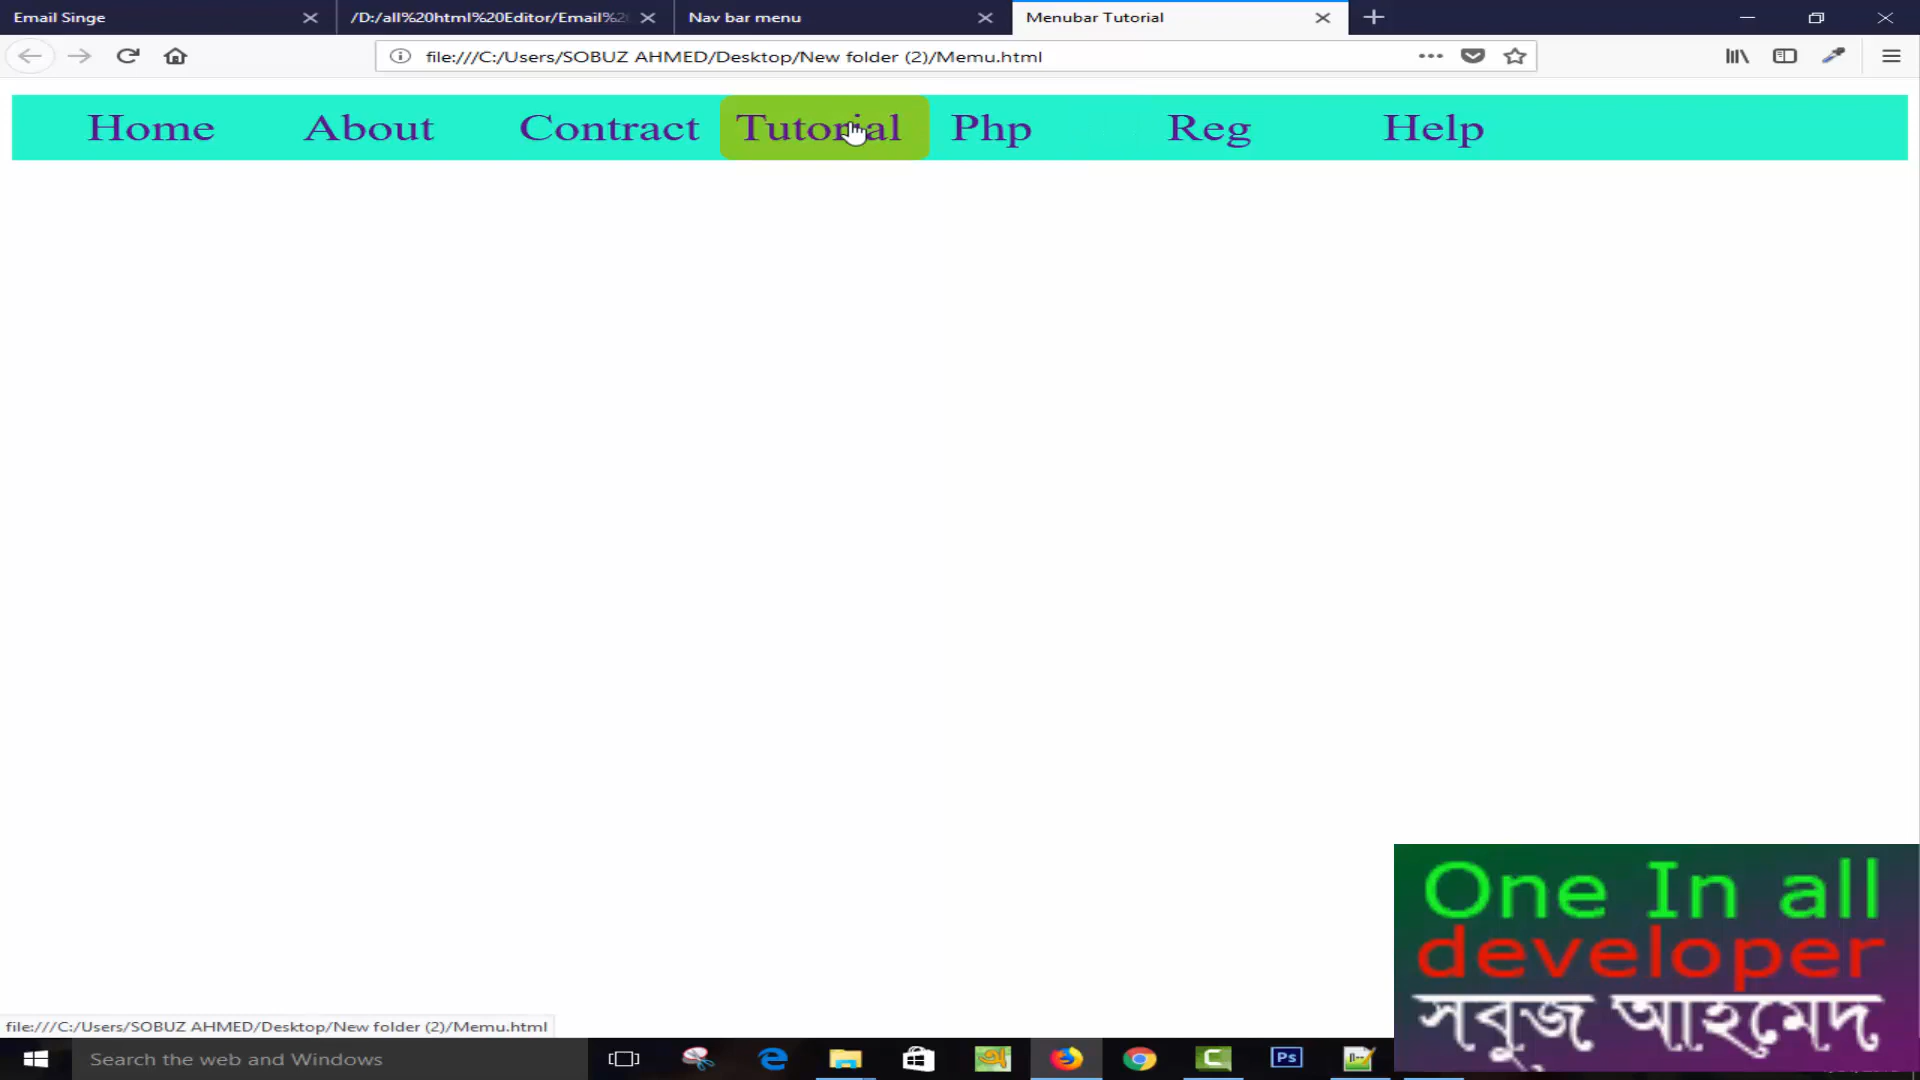 Email Singe
/D:/all%20html%20Editor/Email%20
Nav bar menu
Menubar Tutorial
file:///C:/Users/SOBUZ AHMED/Desktop/New folder (2)/Memu.html
Home
About
Contract
Tutorial
Php
Reg
Help
One In all
developer
সবুজ আহমেদ
file:///C:/Users/SOBUZ AHMED/Desktop/New folder (2)/Memu.html
Search the web and Windows
Ps